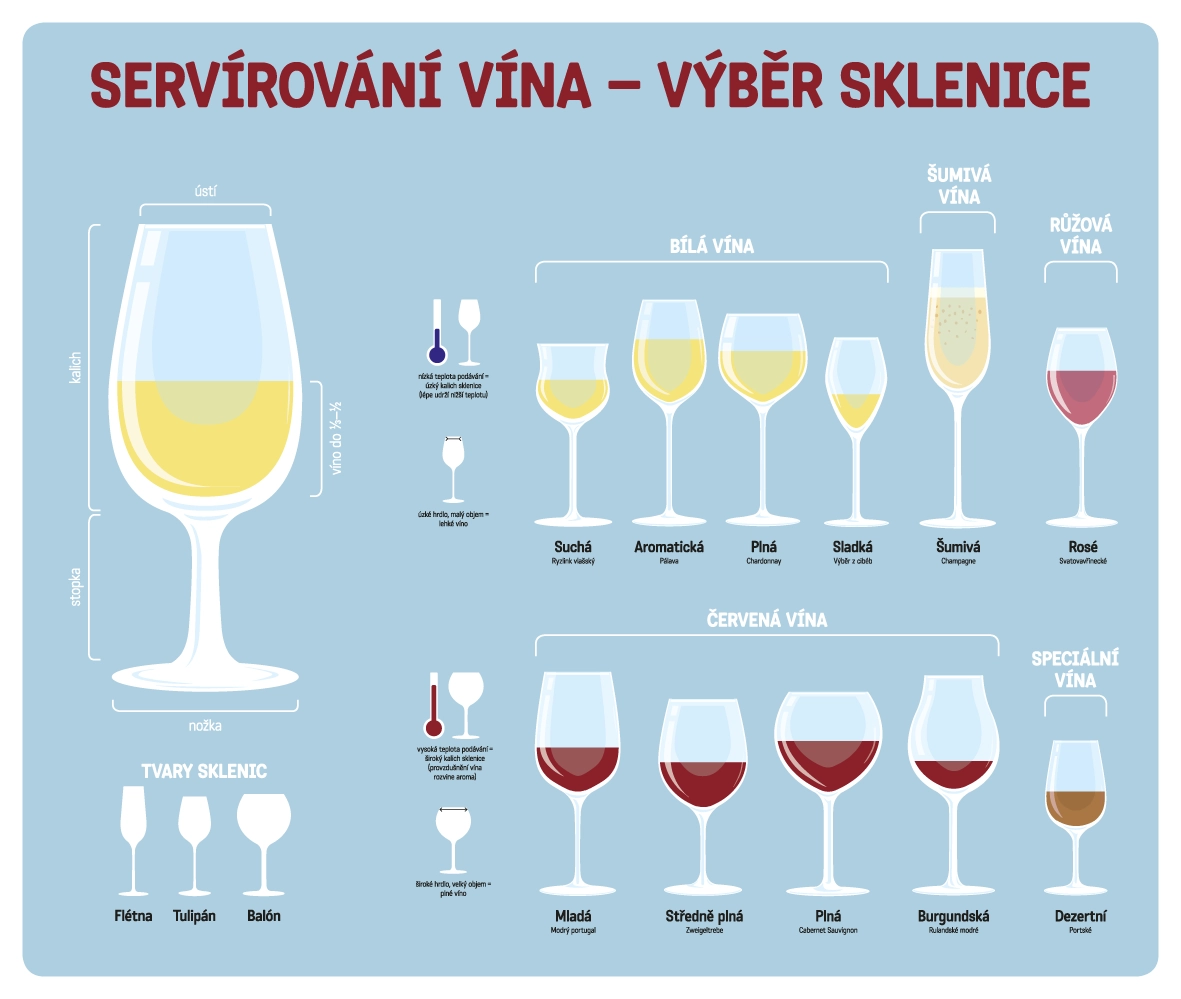 SERVÍROVÁNÍ VÍNA – VÝBĚR SKLENICE
ústí
kalich
víno do ⅓–½
stopka
nožka
TVARY SKLENIC
Flétna
Tulipán
Balón
nízká teplota podávání =
úzký kalich sklenice
(lépe udrží nižší teplotu)
úzké hrdlo, malý objem =
lehké víno
BÍLÁ VÍNA
Suchá
Ryzlink vlašský
Aromatická
Pálava
Plná
Chardonnay
Sladká
Výběr z cibéb
ŠUMIVÁ
VÍNA
Šumivá
Champagne
RŮŽOVÁ
VÍNA
Rosé
Svatovavřinecké
vysoká teplota podávání =
široký kalich sklenice
(provzdušnění vína
rozvine aroma)
široké hrdlo, velký objem =
plné víno
ČERVENÁ VÍNA
Mladá
Modrý portugal
Středně plná
Zweigeltrebe
Plná
Cabernet Sauvignon
Burgundská
Rulandské modré
SPECIÁLNÍ
VÍNA
Dezertní
Portské